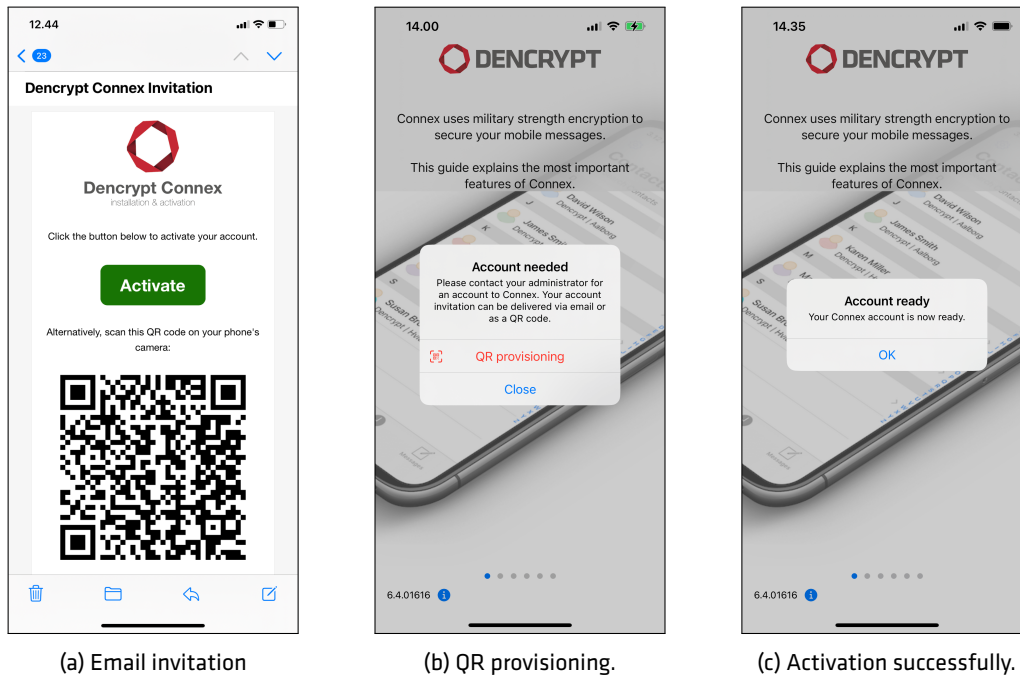 12.44
23
Dencrypt Connex Invitation
Dencrypt Connex
installation & activation
Click the button below to activate your account.
Activate
Alternatively, scan this QR code on your phone's
camera:
(a) Email invitation
14.00
DENCRYPT
Connex uses military strength encryption to
secure your mobile messages.
This guide explains the most important
features of Connex.
David Wilson
Dencrypt | Aalborg
J
James Smith
K
M
S
Susan
Messages
Account needed
Please contact your administrator for
an account to Connex. Your account
invitation can be delivered via email or
as a QR code.
QR provisioning
Close
6.4.01616
(b) QR provisioning.
14.35
DENCRYPT
Connex uses military strength encryption to
secure your mobile messages.
This guide explains the most important
features of Connex.
David Wilson
Dencrypt | Aalborg
J
James Smith
Dencrypt | Aalborg
K
Karen Miller
M
S
Susan
Messages
Account ready
Your Connex account is now ready.
OK
6.4.01616
(c) Activation successfully.